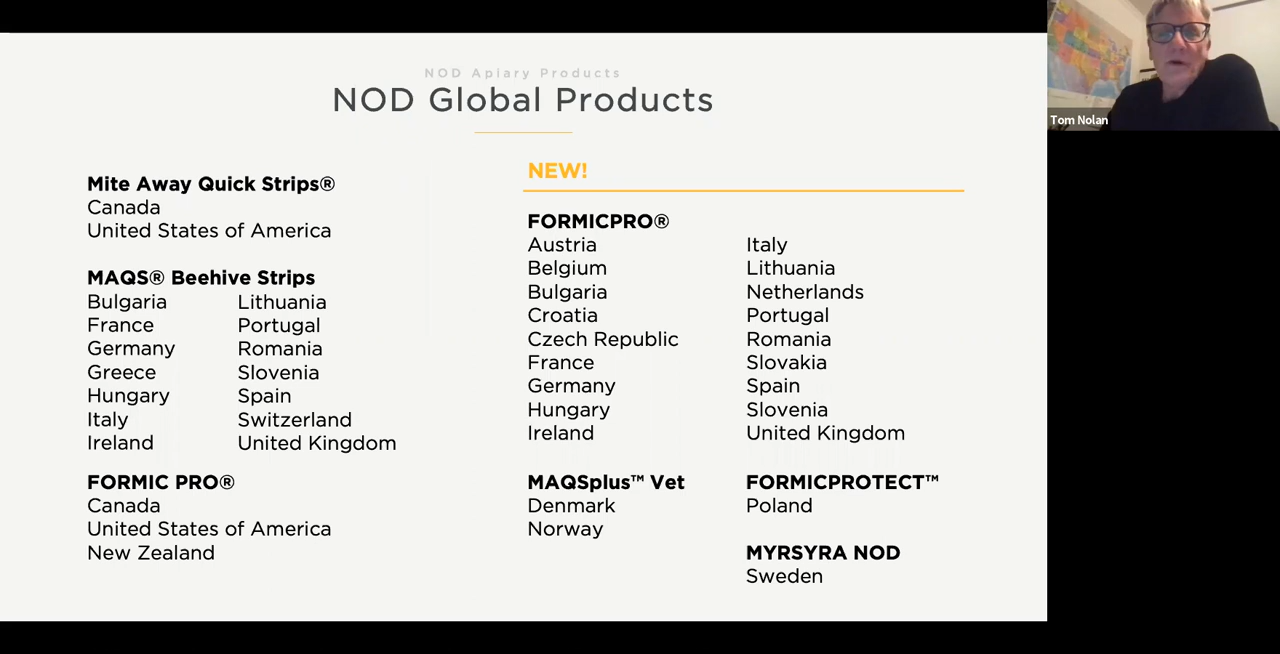 NOD Apiary Products
NOD Global Products
Mite Away Quick Strips®
Canada
United States of America
MAQS® Beehive Strips
Bulgaria Lithuania
France Portugal
Germany Romania
Greece Slovenia
Hungary Spain
Italy Switzerland
Ireland United Kingdom
FORMIC PRO®
Canada
United States of America
New Zealand
NEW!
FORMICPRO®
Austria Italy
Belgium Lithuania
Bulgaria Netherlands
Croatia Portugal
Czech Republic Romania
France Slovakia
Germany Spain
Hungary Slovenia
Ireland United Kingdom
MAQSplus™ Vet
Denmark
Norway
FORMICPROTECT™
Poland
MYRSYRA NOD
Sweden
Tom Nolan